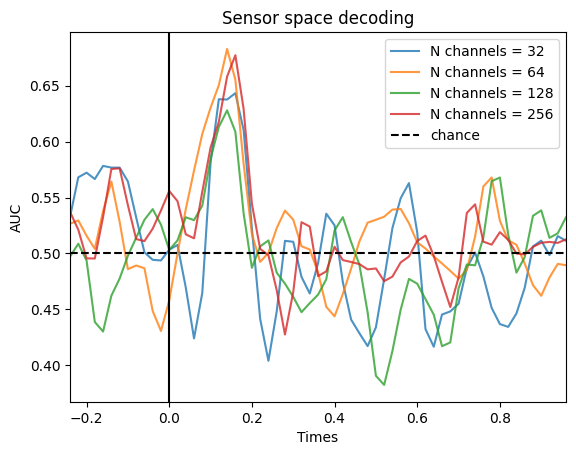 Sensor space decoding
N channels = 32
N channels = 64
N channels = 128
N channels = 256
chance
AUC
0.65
0.60
0.55
0.50
0.45
0.40
−0.2 0.0 0.2 0.4 0.6 0.8
Times